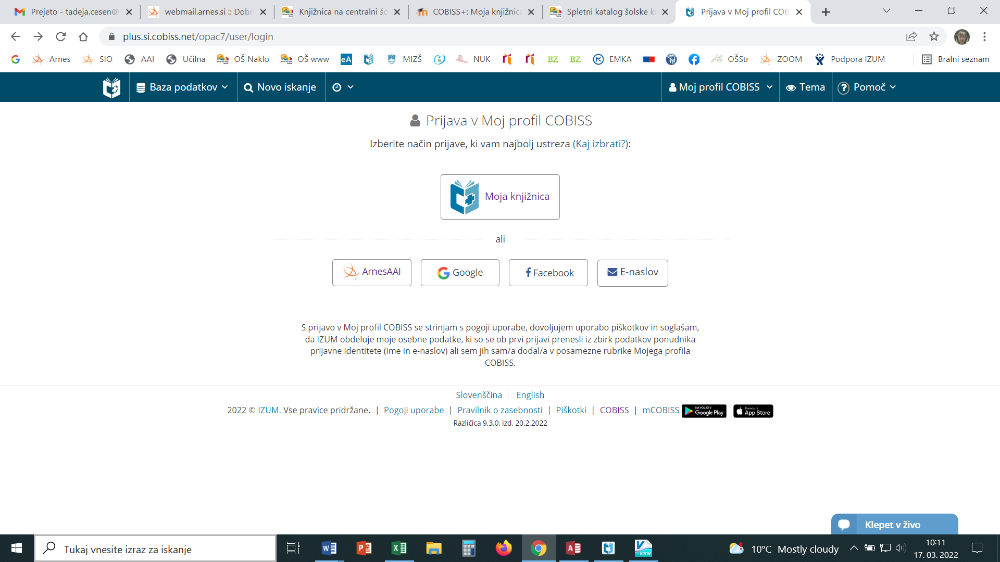 Prejeto - tadeja.cesen@
webmail.arnes.si :: Dobr
Knjižnica na centralni šo
COBISS+: Moja knjižnica
Spletni katalog šolske k
Prijava v Moj profil COB
plus.si.cobiss.net/opac7/user/login
Arnes SIO AAI Učilna OŠ Naklo OŠ www eA MIZŠ NUK BZ BZ EMKA OŠStr ZOOM Podpora IZUM Bralni seznam
Baza podatkov Novo iskanje Moj profil COBISS Tema ? Pomoč
Prijava v Moj profil COBISS
Izberite način prijave, ki vam najbolj ustreza (Kaj izbrati?):
Moja knjižnica
ali
ArnesAAI Google Facebook E-naslov
S prijavo v Moj profil COBISS se strinjam s pogoji uporabe, dovoljujem uporabo piškotkov in soglašam,
da IZUM obdeluje moje osebne podatke, ki so se ob prvi prijavi prenesli iz zbirk podatkov ponudnika
prijavne identitete (ime in e-naslov) ali sem jih sam/a dodal/a v posamezne rubrike Mojega profila
COBISS.
Slovenščina English
2022 © IZUM. Vse pravice pridržane. | Pogoji uporabe | Pravilnik o zasebnosti | Piškotki | COBISS | mCOBISS NA VOLJO V Google Play Prenos iz App Store
Različica 9.3.0, izd. 20.2.2022
Klepet v živo
Tukaj vnesite izraz za iskanje
KPFW
10°C Mostly cloudy
10:11
17. 03. 2022